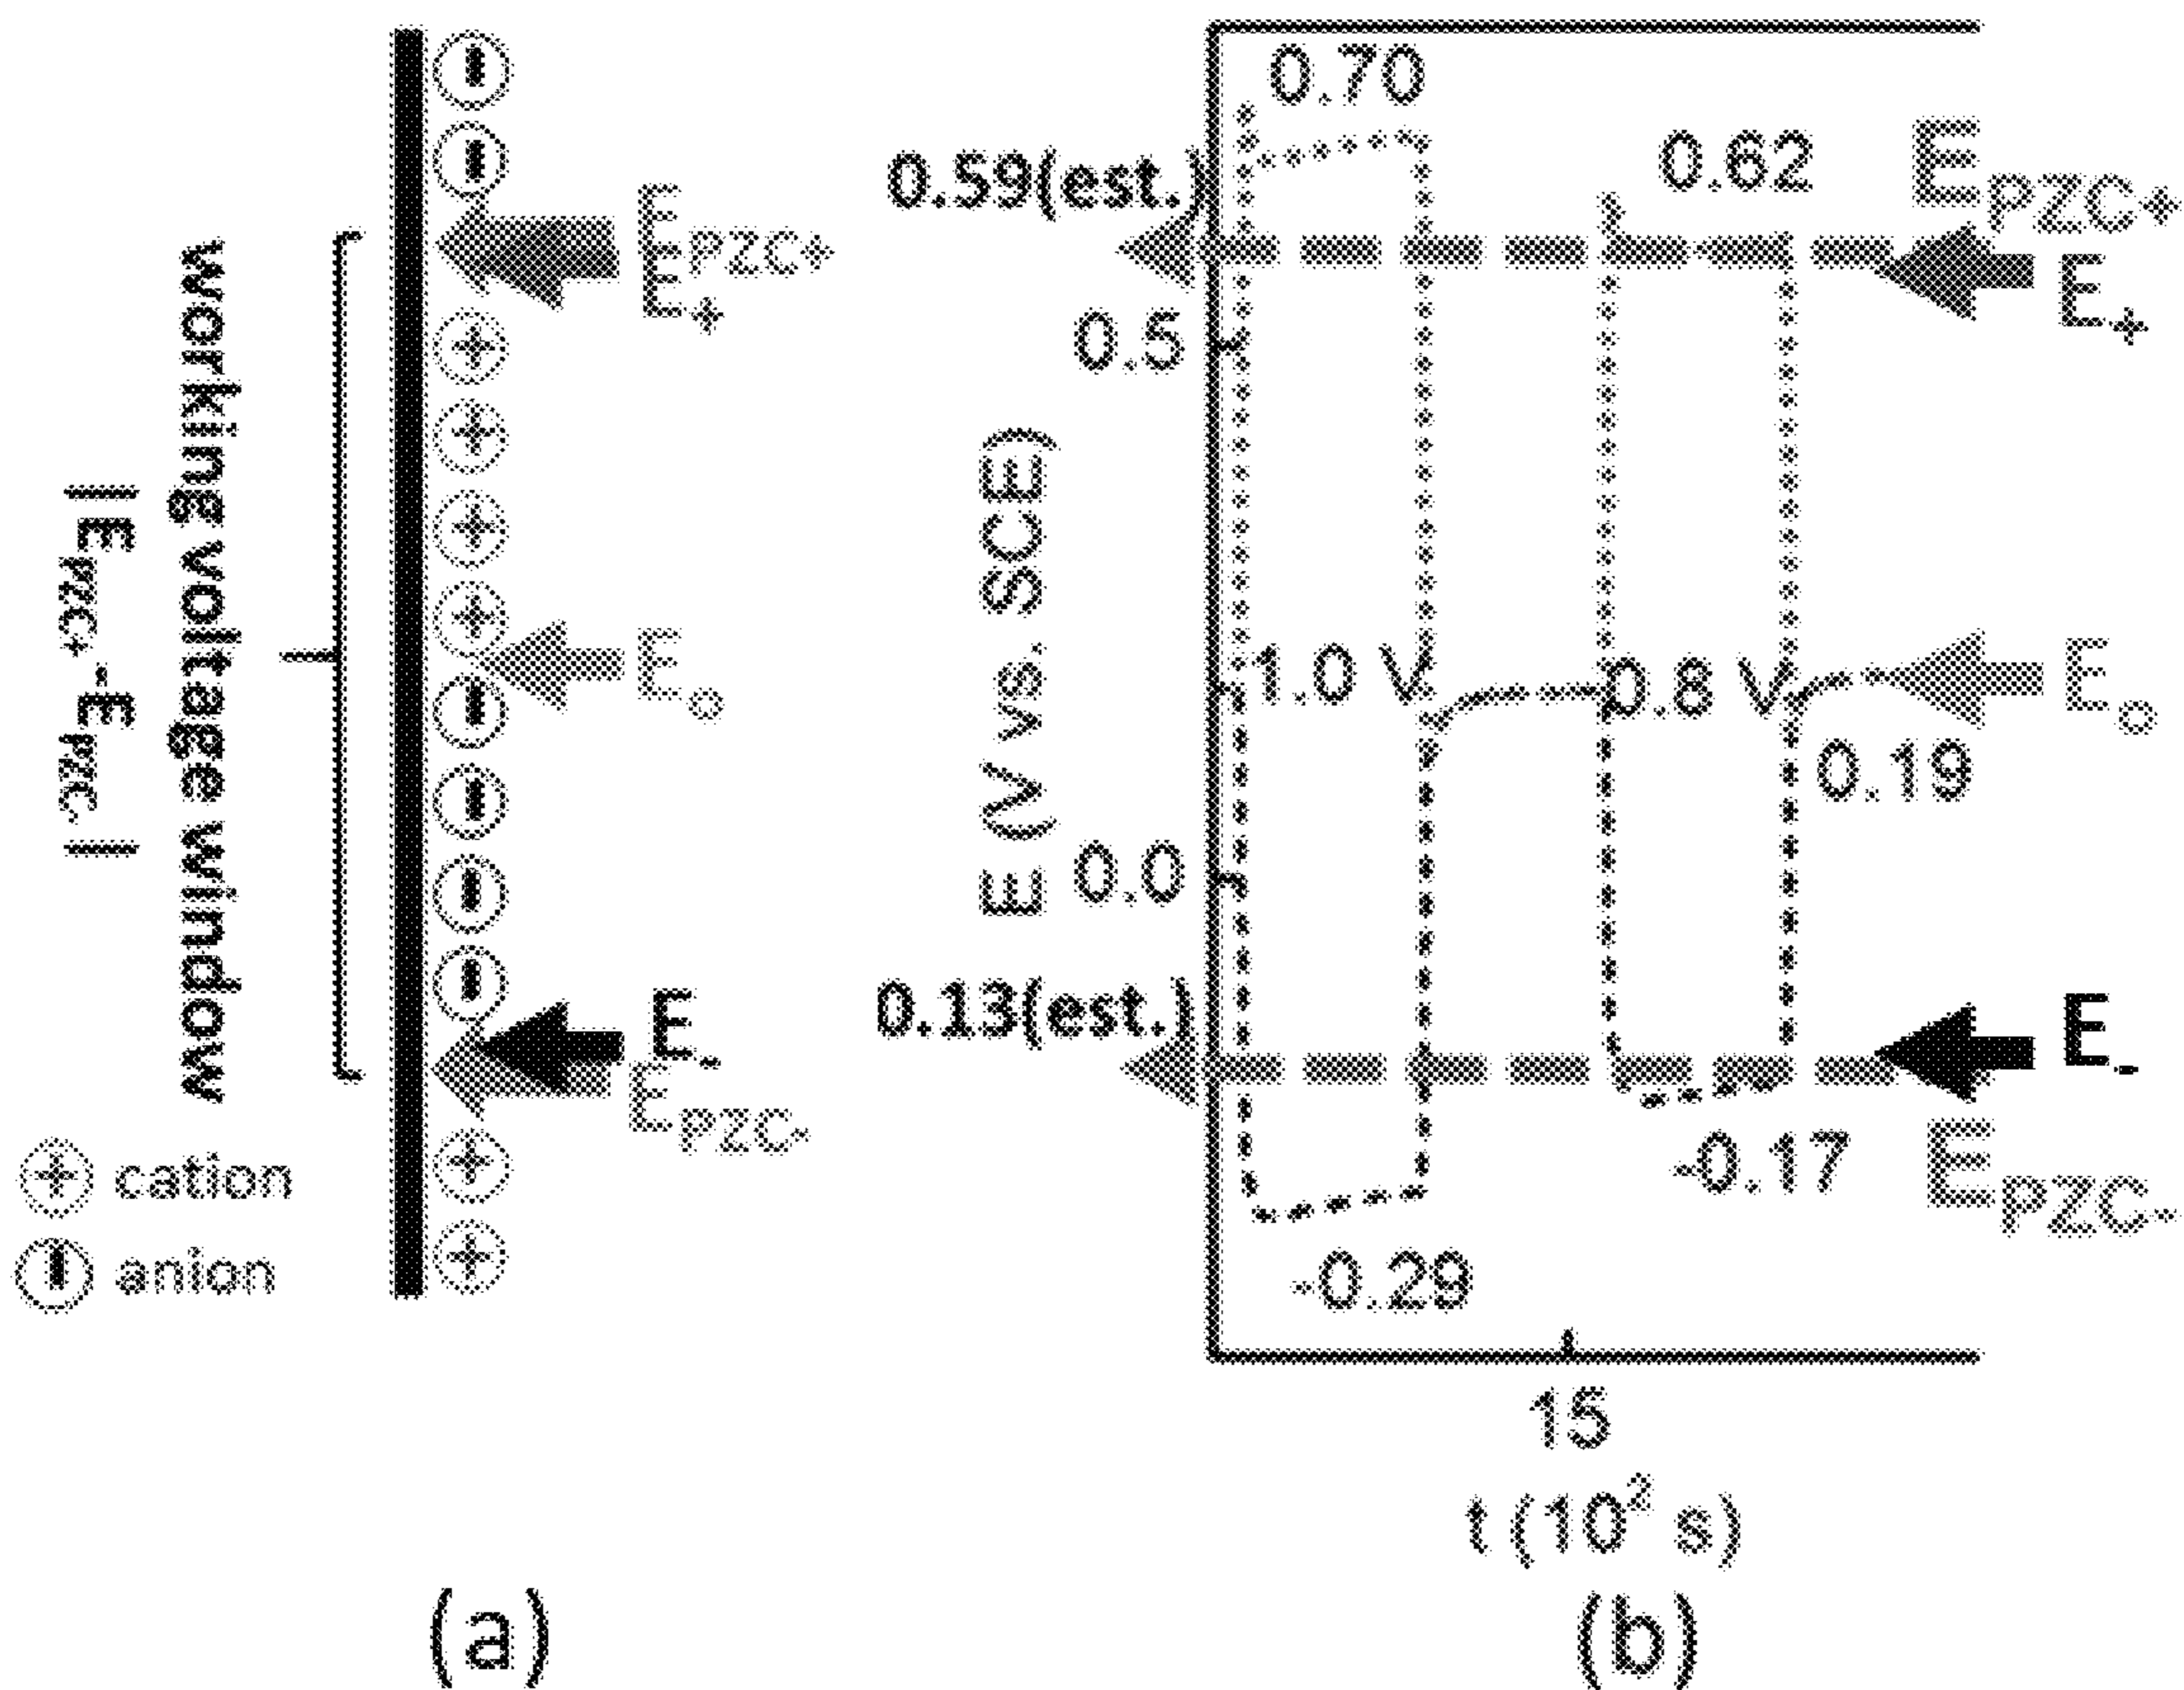 working voltage window
| E_PZC+ -E_PZC- |
E_PZC+
E_+
E_o
E_-
E_PZC-
+ cation
- anion
(a)
E (V vs. SCE)
0.59(est.)
0.5
0.0
0.13(est.)
0.70
0.62
1.0 V
0.8 V
0.19
-0.17
-0.29
E_PZC+
E_+
E_o
E_-
E_PZC-
15
t (10² s)
(b)